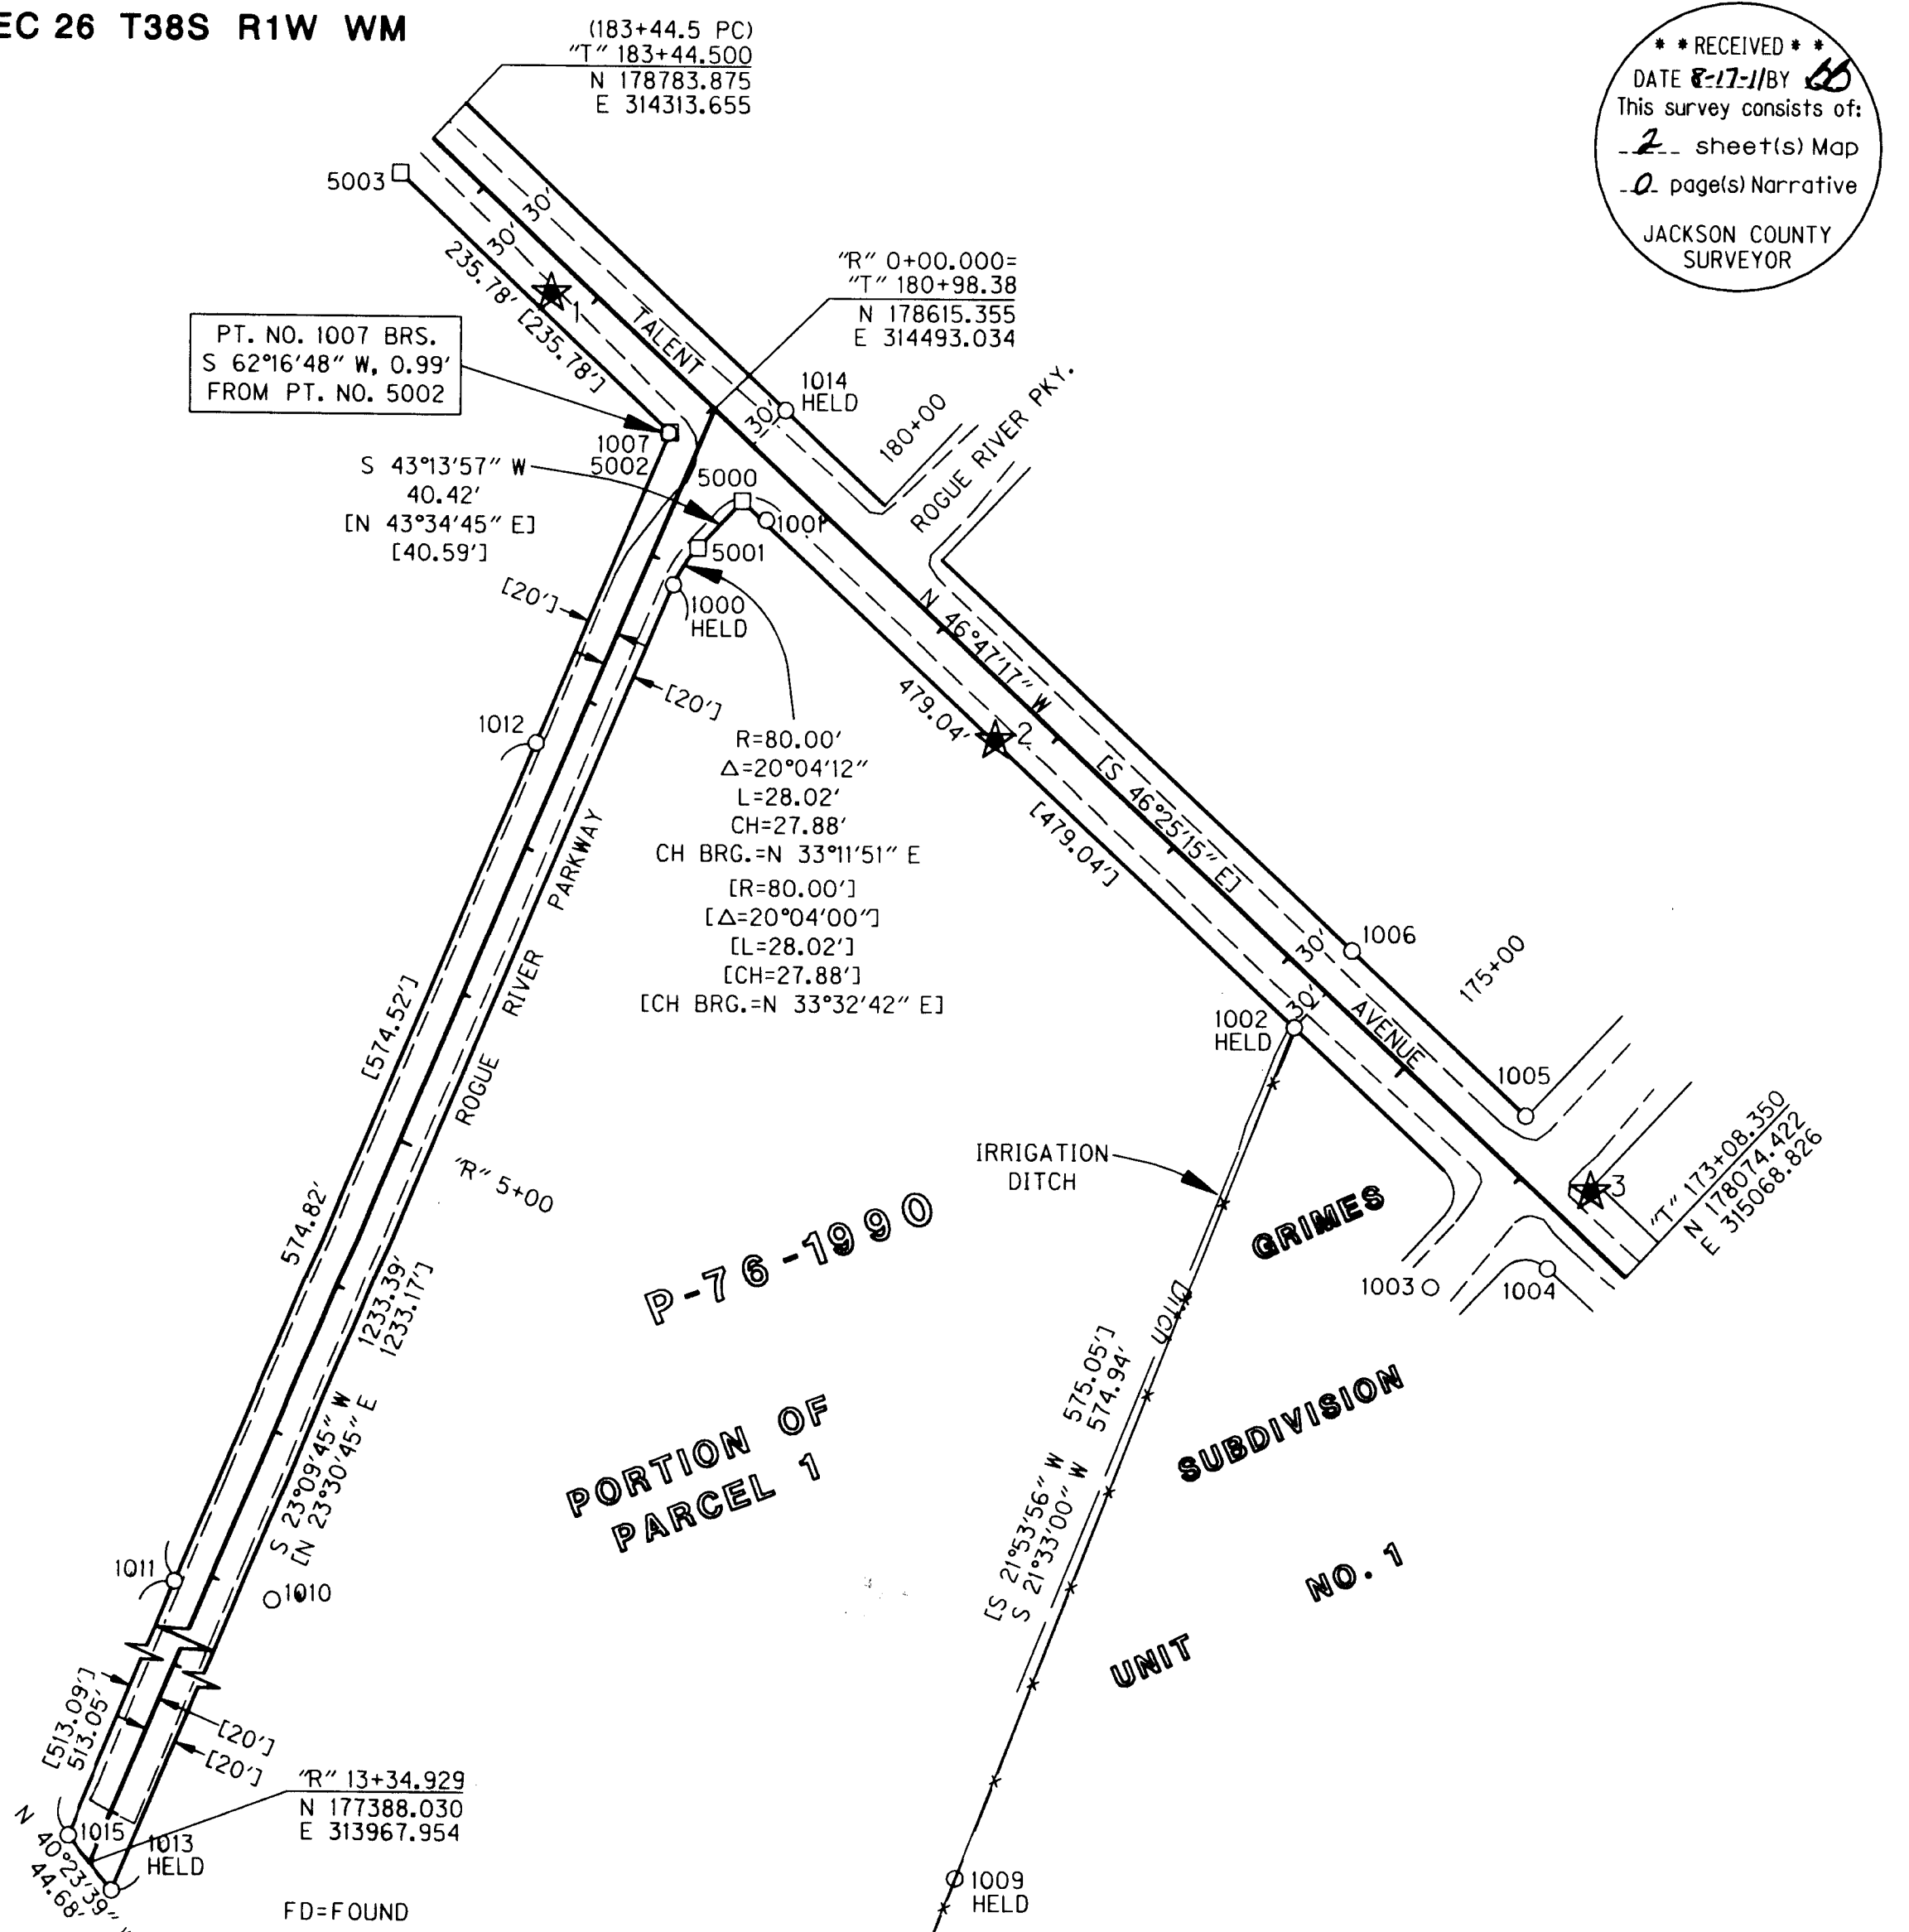 EC 26 T38S R1W WM
(183+44.5 PC)
"T" 183+44.500
N 178783.875
E 314313.655
* * RECEIVED * *
DATE 8-17-11 BY
This survey consists of:
2 sheet(s) Map
0 page(s) Narrative
JACKSON COUNTY
SURVEYOR
5003
30'
30'
235.78' [235.78']
1
TALENT
"R" 0+00.000=
"T" 180+98.38
N 178615.355
E 314493.034
PT. NO. 1007 BRS.
S 62°16'48" W, 0.99'
FROM PT. NO. 5002
1014
HELD
30'
180+00
ROGUE RIVER PKY.
1007
5002
S 43°13'57" W
40.42'
[N 43°34'45" E]
[40.59']
5000
1001
5001
1000
HELD
[20']
[20']
N 46°47'17" W
[S 46°25'15" E]
479.04'
[479.04']
2
1012
R=80.00'
Δ=20°04'12"
L=28.02'
CH=27.88'
CH BRG.=N 33°11'51" E
[R=80.00']
[Δ=20°04'00"]
[L=28.02']
[CH=27.88']
[CH BRG.=N 33°32'42" E]
ROGUE RIVER PARKWAY
1006
30'
30'
175+00
1002
HELD
AVENUE
1005
3
"T" 173+08.350
N 178074.422
E 315068.826
1003
1004
[574.52']
574.82'
"R" 5+00
IRRIGATION
DITCH
Ditch
P-76-1990
PORTION OF
PARCEL 1
GRIMES
SUBDIVISION
UNIT NO. 1
S 23°09'45" W 1233.39'
[N 23°30'45" E 1233.17']
[S 21°53'56" W 575.05']
S 21°33'00" W 574.94'
1011
1010
[513.09']
513.05'
[20']
[20']
"R" 13+34.929
N 177388.030
E 313967.954
1015
1013
HELD
N 40°23'39"
44.68'
FD=FOUND
1009
HELD